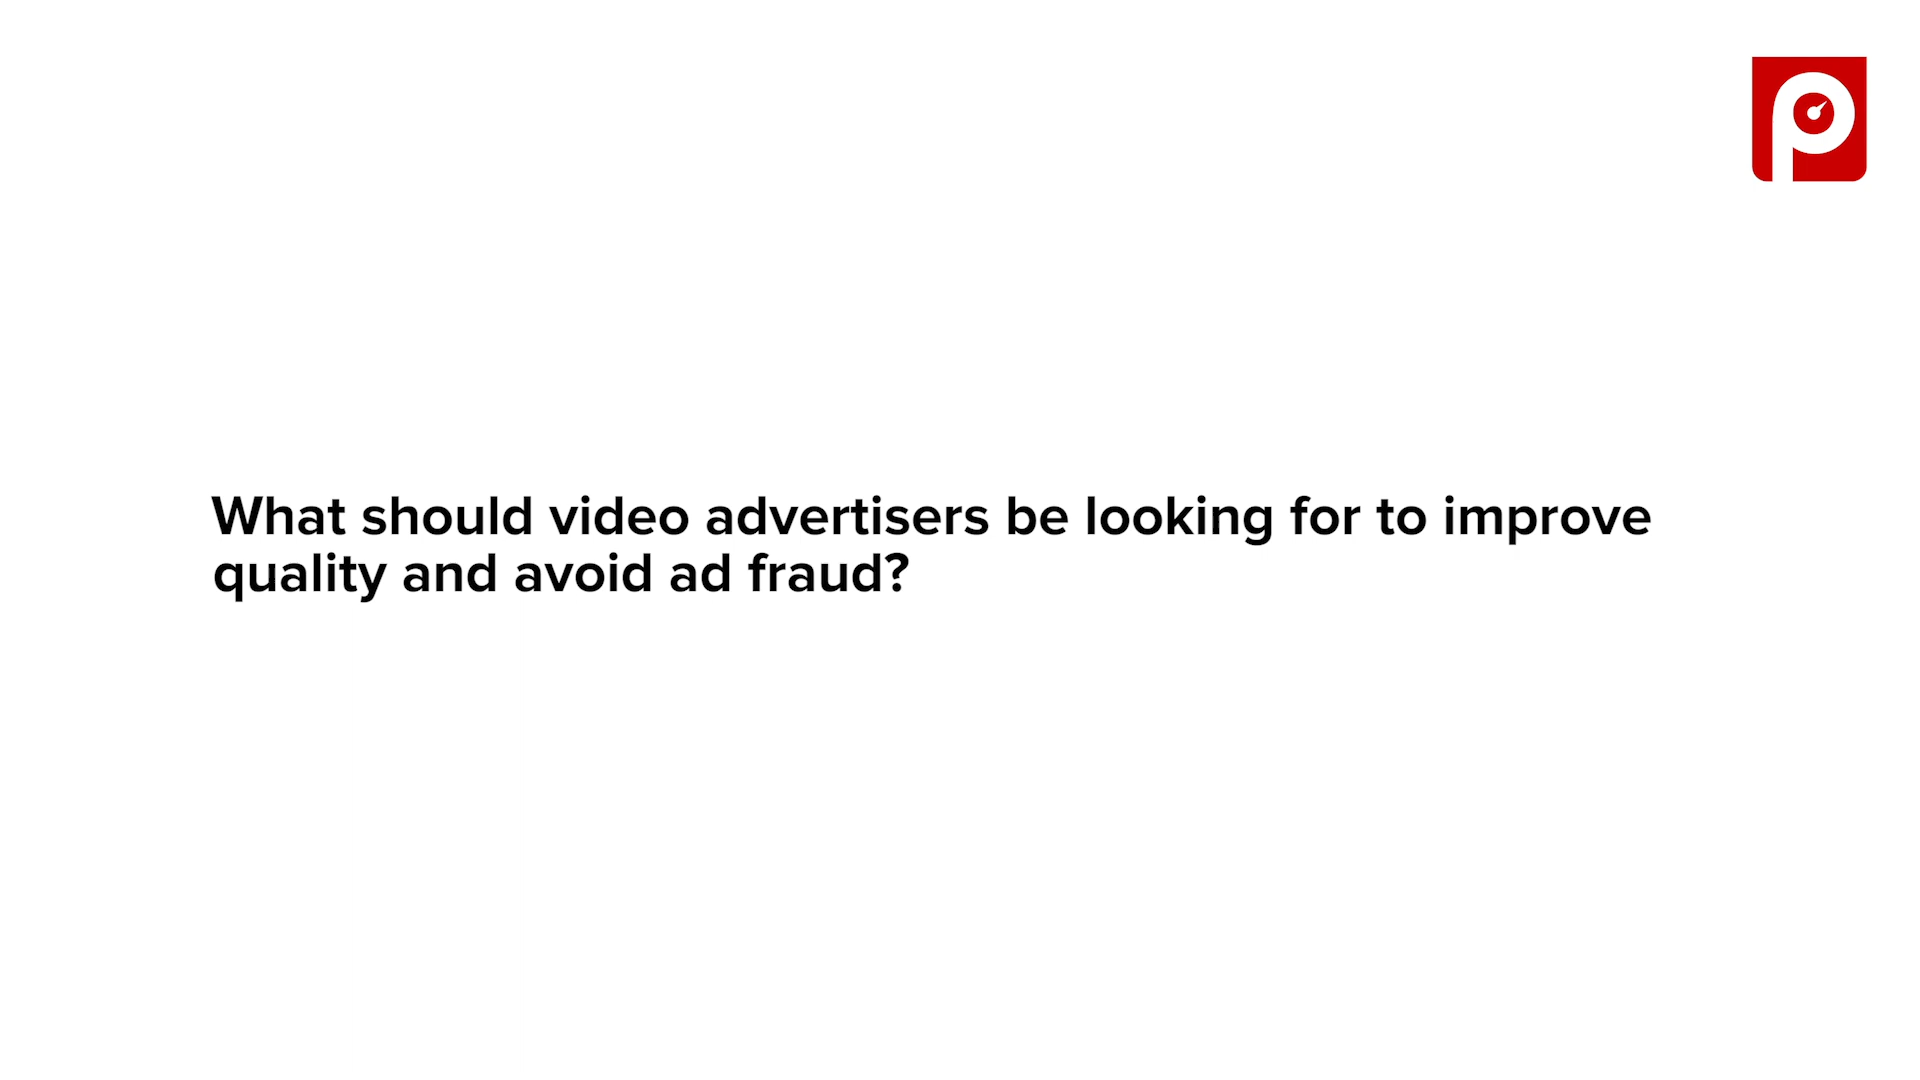 What should video advertisers be looking for to improve
quality and avoid ad fraud?